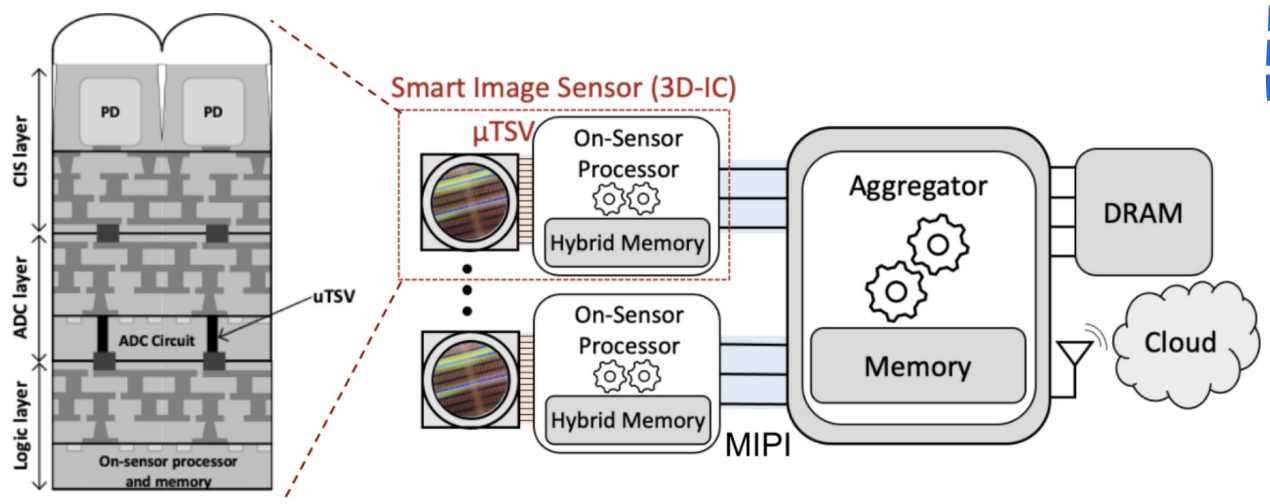 CIS layer
ADC layer
Logic layer
PD
PD
ADC Circuit
On-sensor processor
and memory
uTSV
Smart Image Sensor (3D-IC)
μTSV
On-Sensor
Processor
Hybrid Memory
On-Sensor
Processor
Hybrid Memory
MIPI
Aggregator
Memory
DRAM
Cloud